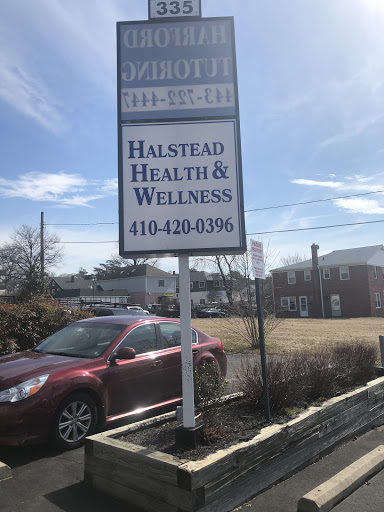 335
HARFORD
TUTORING
443-722-4447
HALSTEAD
HEALTH &
WELLNESS
410-420-0396